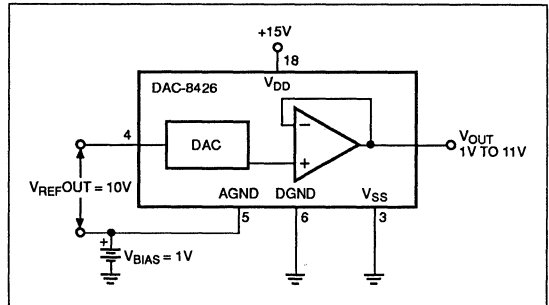 +15V
18
DAC-8426
VDD
4
DAC
−
+
VOUT
1V TO 11V
VREFOUT = 10V
AGND
DGND
VSS
5
6
3
+
VBIAS = 1V